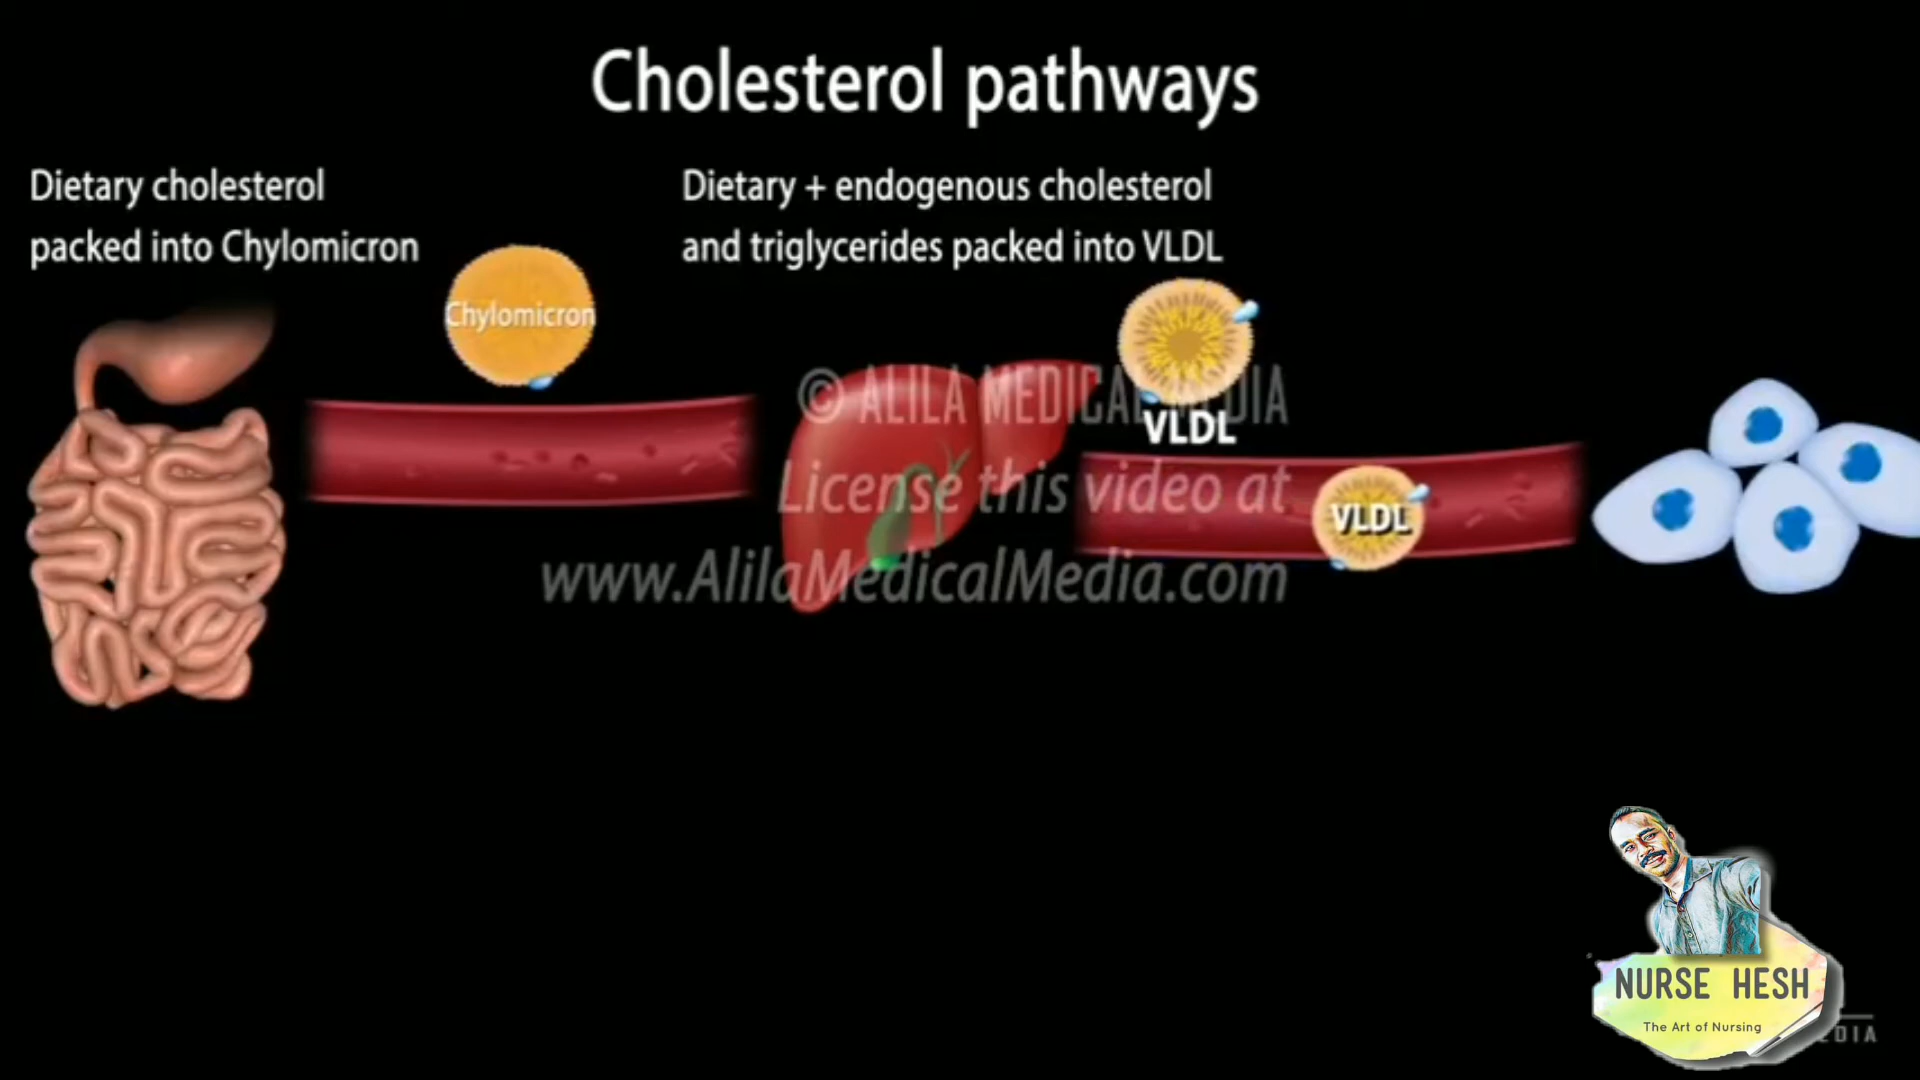 Cholesterol pathways
Dietary cholesterol
packed into Chylomicron
Dietary + endogenous cholesterol
and triglycerides packed into VLDL
Chylomicron
VLDL
VLDL
© ALILA MEDICAL MEDIA
License this video at
www.AlilaMedicalMedia.com
NURSE HESH
The Art of Nursing